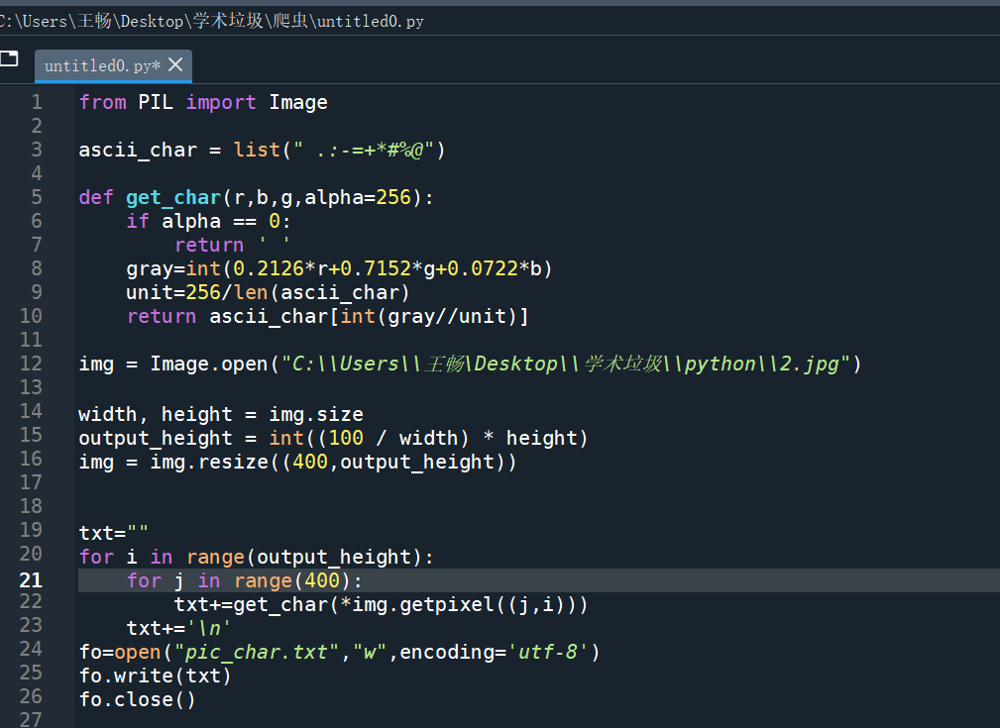 C:\Users\王畅\Desktop\学术垃圾\爬虫\untitled0.py
untitled0.py*
1 from PIL import Image
2
3 ascii_char = list(" .:-=+*#%@")
4
5 def get_char(r,b,g,alpha=256):
6     if alpha == 0:
7         return ' '
8     gray=int(0.2126*r+0.7152*g+0.0722*b)
9     unit=256/len(ascii_char)
10     return ascii_char[int(gray//unit)]
11
12 img = Image.open("C:\\Users\\王畅\Desktop\\学术垃圾\\python\\2.jpg")
13
14 width, height = img.size
15 output_height = int((100 / width) * height)
16 img = img.resize((400,output_height))
17
18
19 txt=""
20 for i in range(output_height):
21     for j in range(400):
22         txt+=get_char(*img.getpixel((j,i)))
23     txt+='\n'
24 fo=open("pic_char.txt","w",encoding='utf-8')
25 fo.write(txt)
26 fo.close()
27